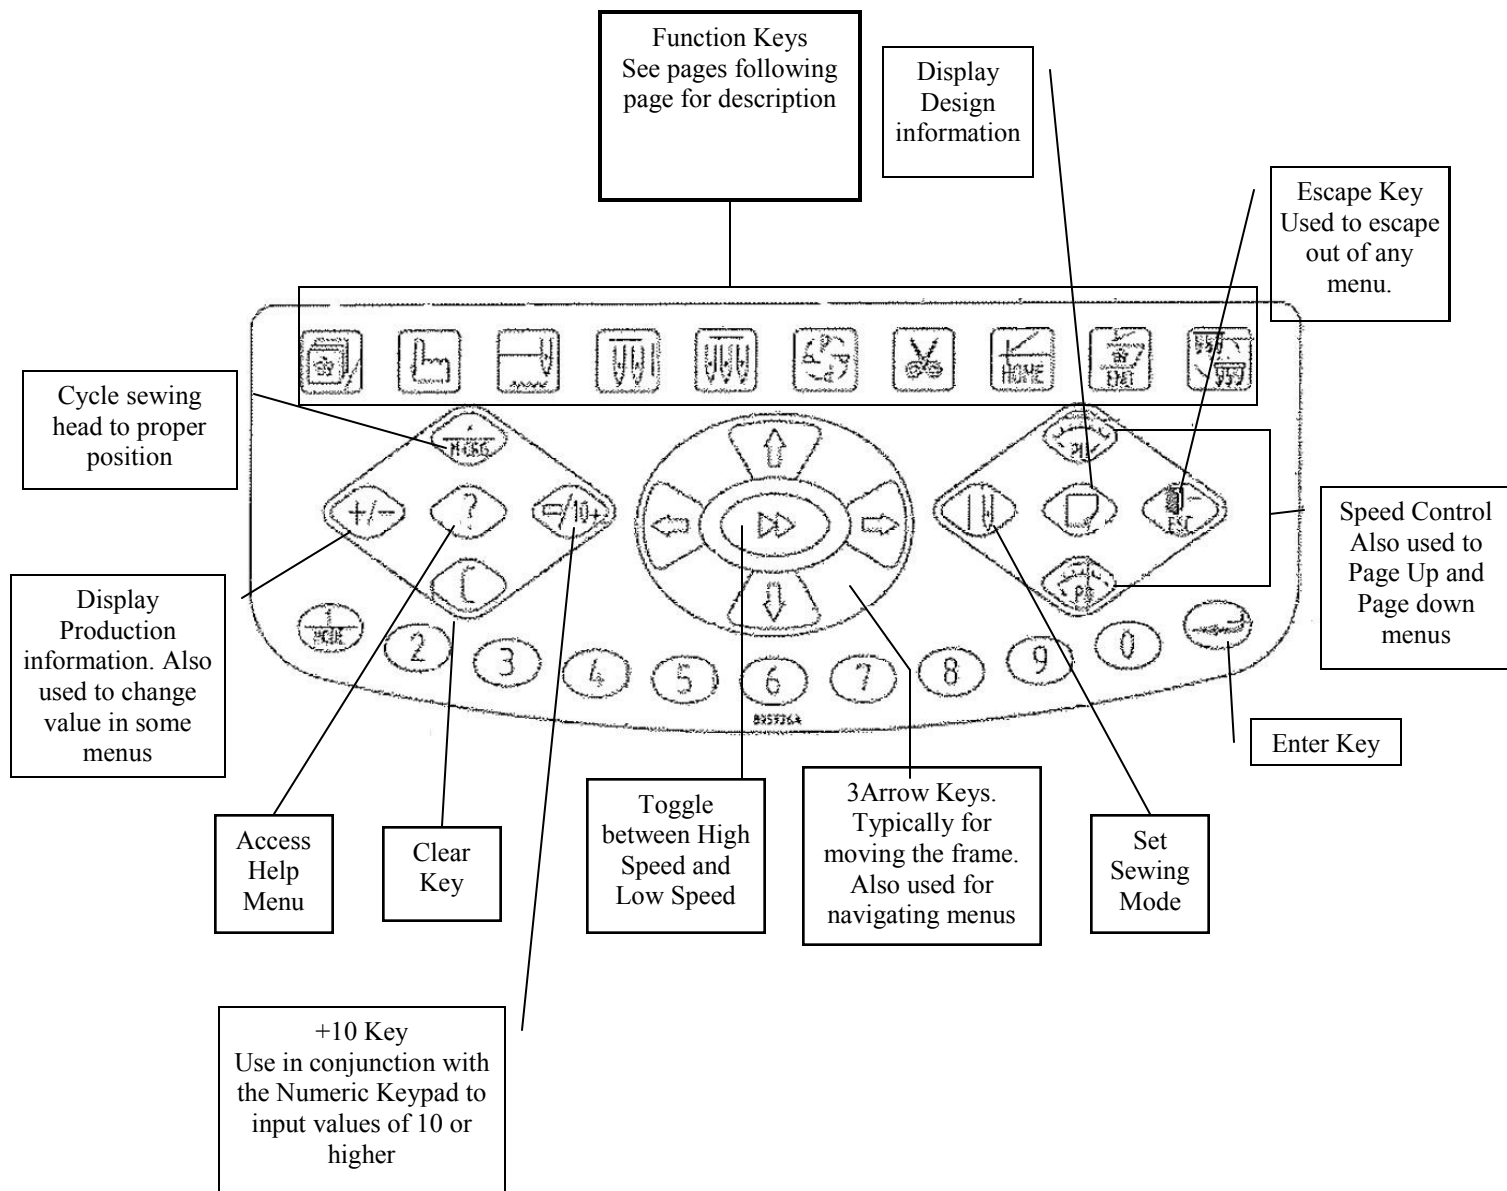 Function Keys
See pages following
page for description
Display
Design
information
Escape Key
Used to escape
out of any
menu.
Cycle sewing
head to proper
position
HOME
+/-
?
/10+
ESC
Speed Control
Also used to
Page Up and
Page down
menus
Display
Production
information. Also
used to change
value in some
menus
C
MODE
2
3
4
5
6
7
8
9
0
Enter Key
Access
Help
Menu
Clear
Key
Toggle
between High
Speed and
Low Speed
3Arrow Keys.
Typically for
moving the frame.
Also used for
navigating menus
Set
Sewing
Mode
+10 Key
Use in conjunction with
the Numeric Keypad to
input values of 10 or
higher